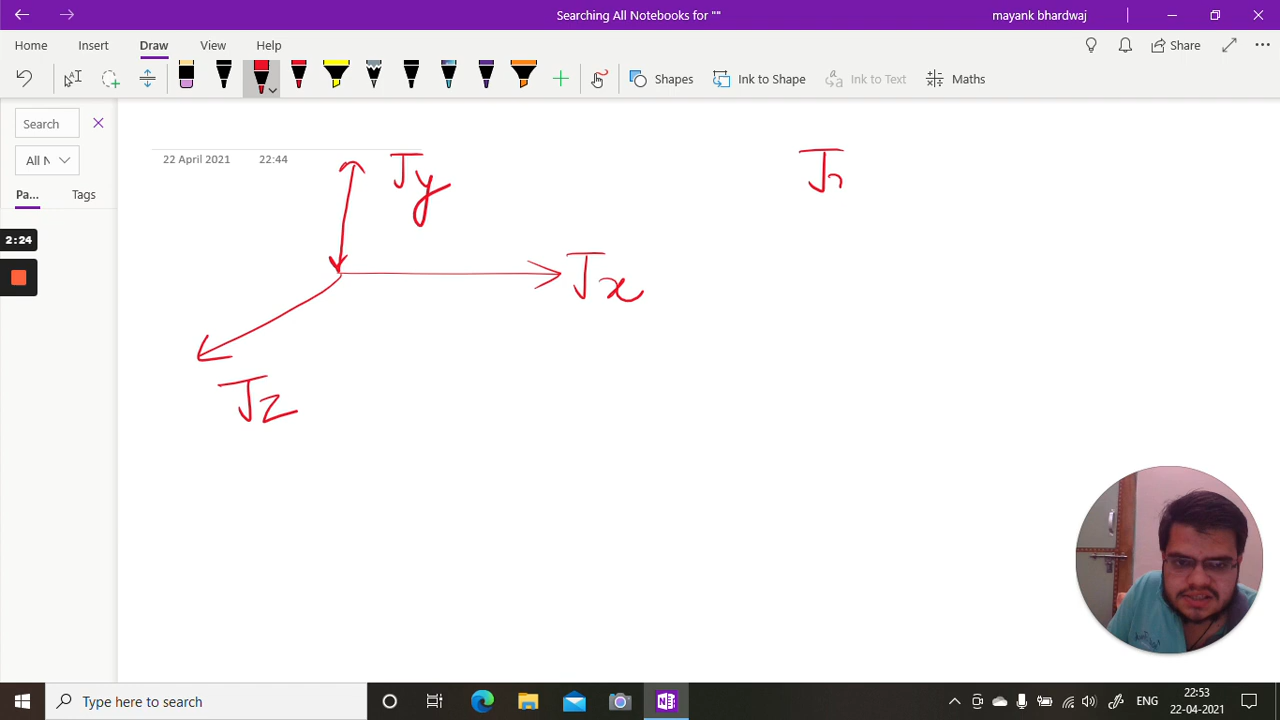 Searching All Notebooks for ""
mayank bhardwaj
Home Insert Draw View Help
Share
Shapes
Ink to Shape
Ink to Text
Maths
Search
All N
Pa... Tags
22 April 2021 22:44
2:24
Jy
Jx
Jz
J
Type here to search
ENG
22:53
22-04-2021